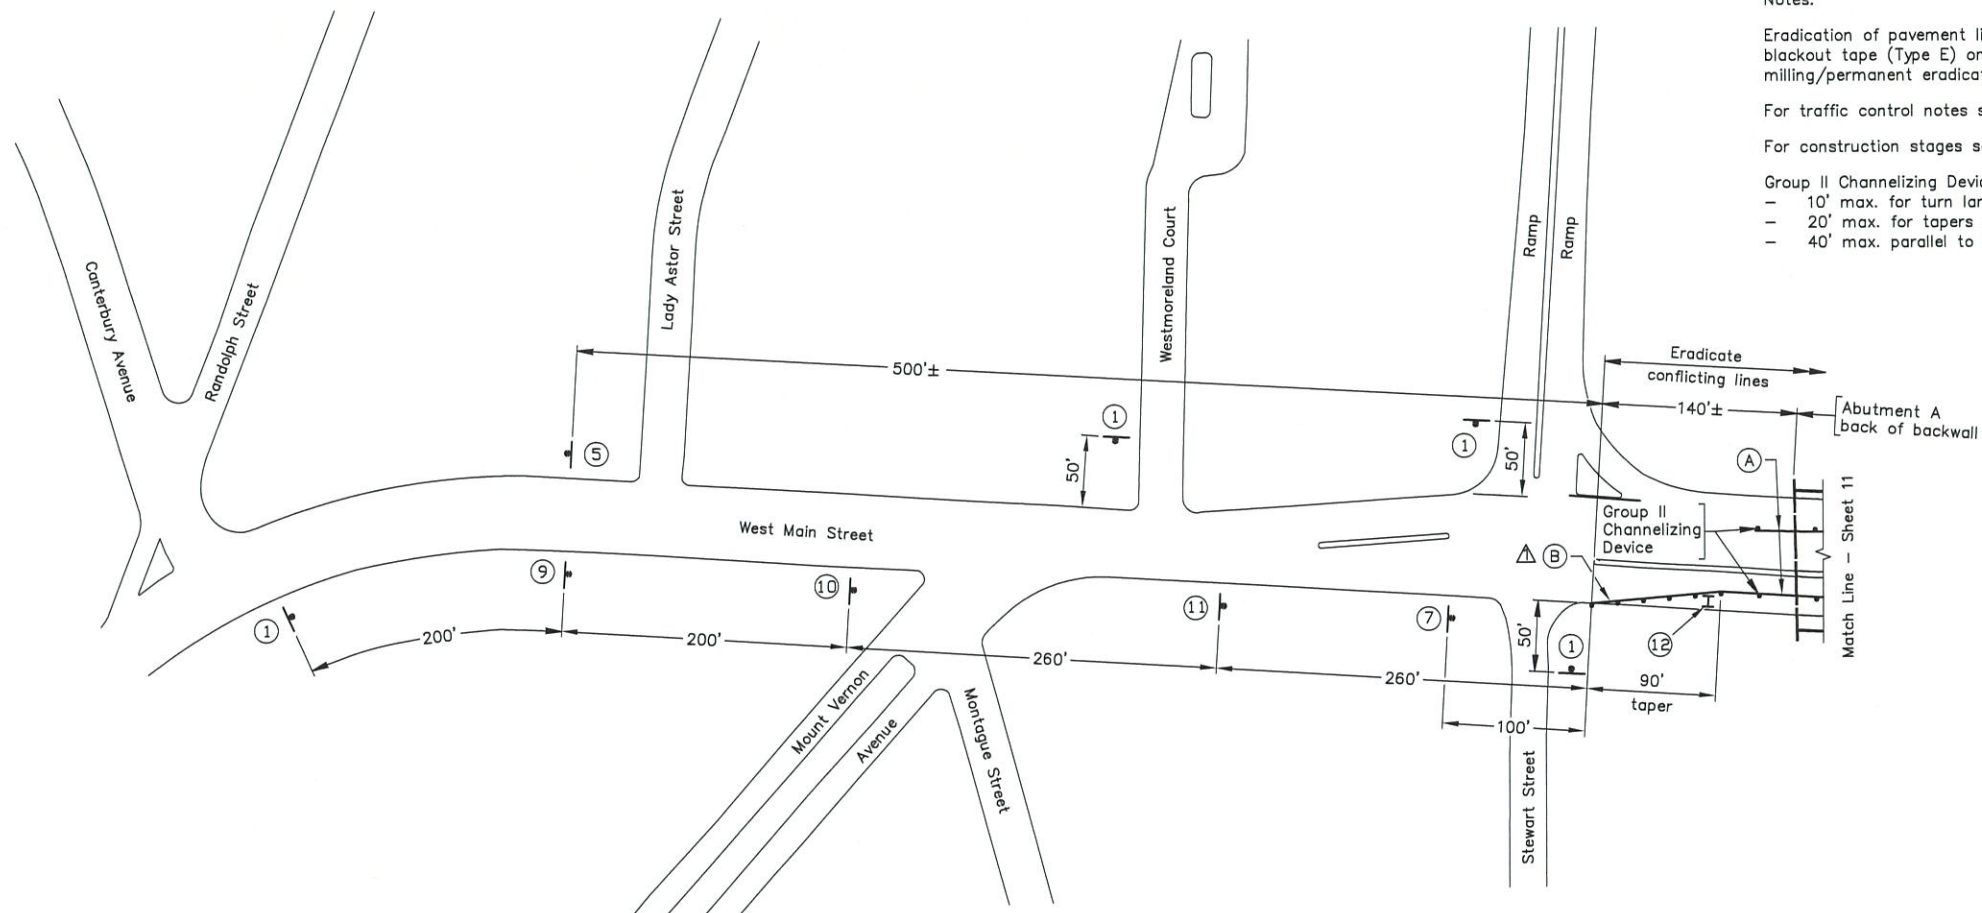 Notes:
Eradication of pavement li
blackout tape (Type E) or
milling/permanent eradica
For traffic control notes s
For construction stages s
Group II Channelizing Devi
- 10' max. for turn lar
- 20' max. for tapers
- 40' max. parallel to
Canterbury Avenue
Randolph Street
Lady Astor Street
Westmoreland Court
Ramp
Ramp
500'±
Eradicate
conflicting lines
140'±
Abutment A
back of backwall
5
1
50'
1
50'
A
Group II
Channelizing
Device
1 B
Match Line - Sheet 11
West Main Street
9
10
11
7
1
1
50'
12
200'
200'
260'
260'
90'
taper
100'
Mount Vernon
Avenue
Montague Street
Stewart Street